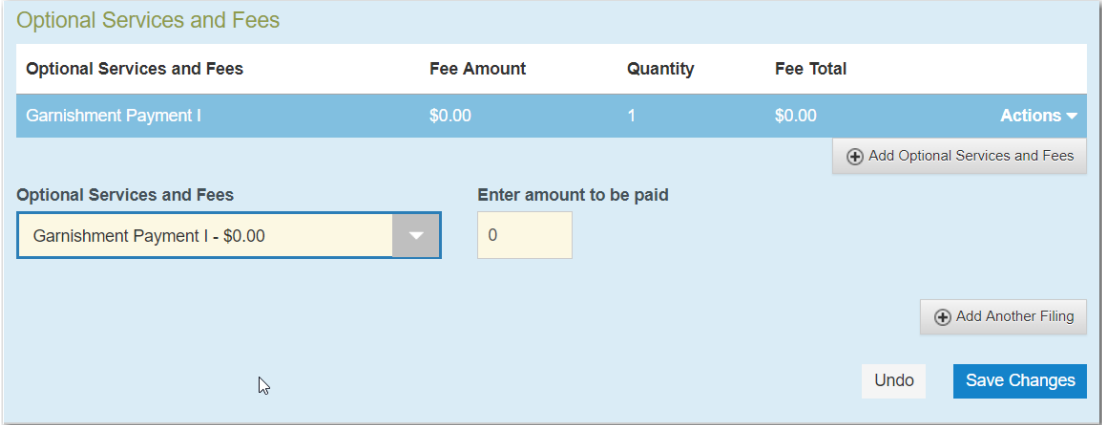 Optional Services and Fees
Optional Services and Fees Fee Amount Quantity Fee Total
Garnishment Payment I $0.00 1 $0.00 Actions
Add Optional Services and Fees
Optional Services and Fees Enter amount to be paid
Garnishment Payment I - $0.00 0
Add Another Filing
Undo Save Changes